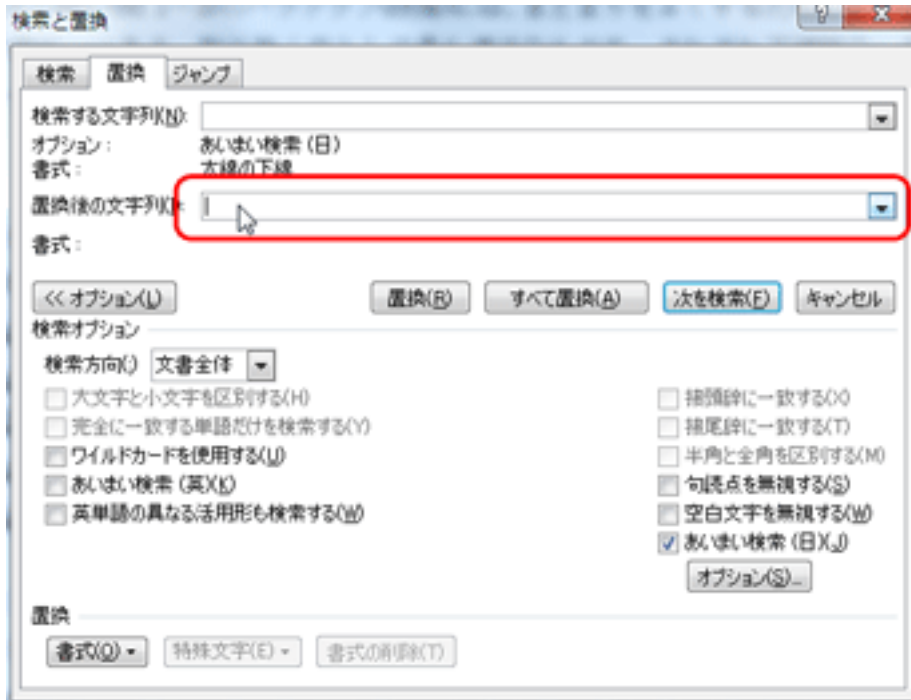 検索と置換
検索 置換 ジャンプ
検索する文字列(N):
オプション: あいまい検索 (日)
書式: 太線の下線
置換後の文字列(I):
書式:
<< オプション(L) 置換(R) すべて置換(A) 次を検索(F) キャンセル
検索オプション
検索方向(:) 文書全体
大文字と小文字を区別する(H) 接頭辞に一致する(X)
完全に一致する単語だけを検索する(Y) 接尾辞に一致する(T)
ワイルドカードを使用する(U) 半角と全角を区別する(M)
あいまい検索 (英)(K) 句読点を無視する(S)
英単語の異なる活用形も検索する(W) 空白文字を無視する(W)
あいまい検索 (日)(J)
オプション(S)...
置換
書式(O) 特殊文字(E) 書式の削除(T)